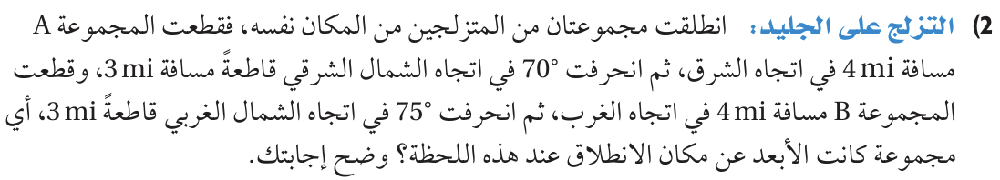 2) التزلج على الجليد: انطلقت مجموعتان من المتزلجين من المكان نفسه، فقطعت المجموعة A
مسافة 4 mi في اتجاه الشرق، ثم انحرفت 70° في اتجاه الشمال الشرقي قاطعةً مسافة 3 mi، وقطعت
المجموعة B مسافة 4 mi في اتجاه الغرب، ثم انحرفت 75° في اتجاه الشمال الغربي قاطعةً 3 mi، أي
مجموعة كانت الأبعد عن مكان الانطلاق عند هذه اللحظة؟ وضح إجابتك.